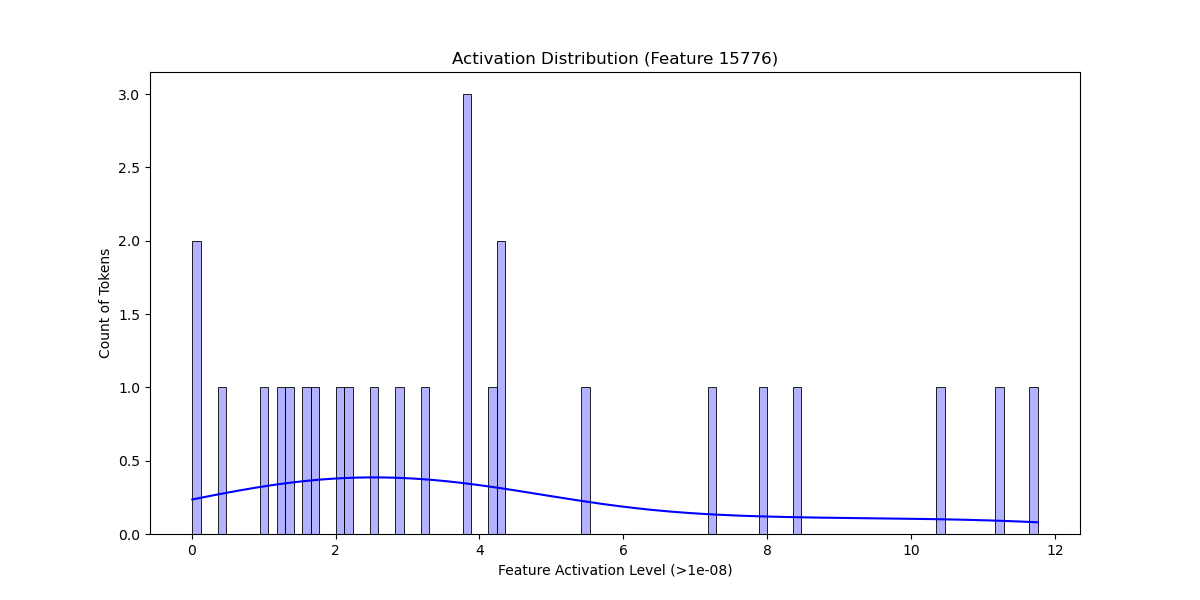 Activation Distribution (Feature 15776)
3.0
2.5
2.0
1.5
1.0
0.5
0.0
Count of Tokens
0 2 4 6 8 10 12
Feature Activation Level (>1e-08)